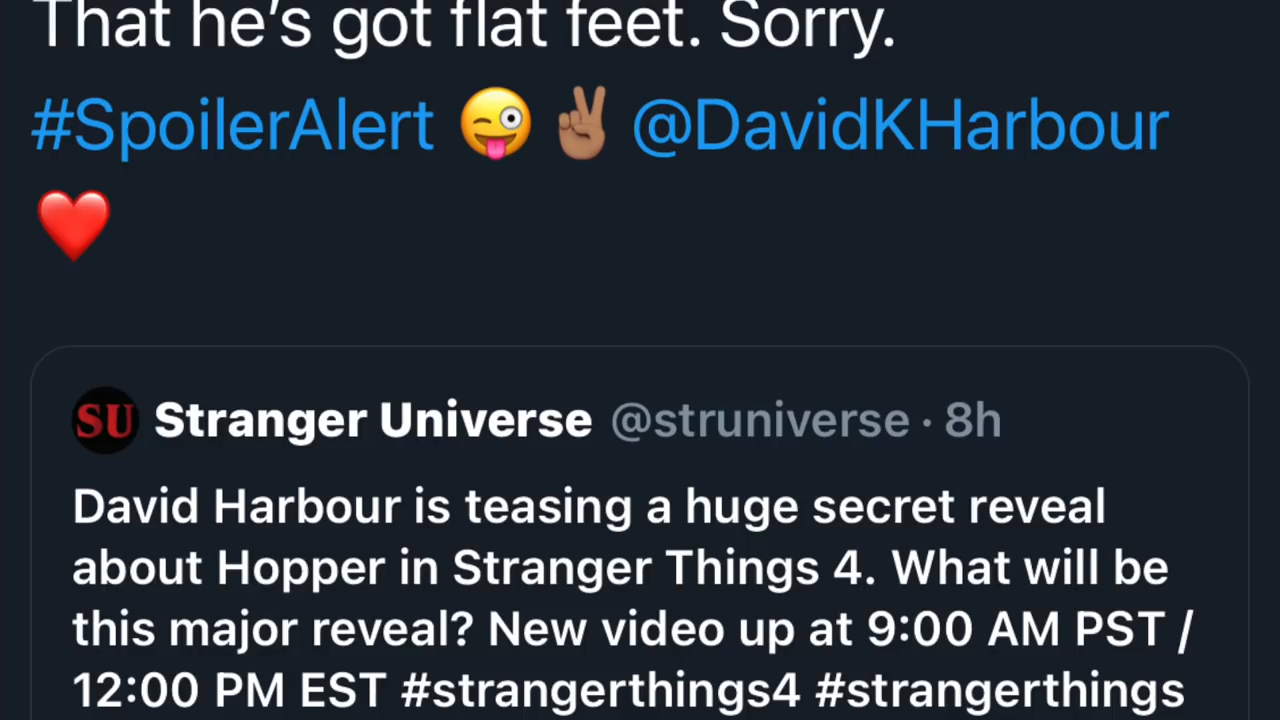 That he's got flat feet. Sorry.
#SpoilerAlert 😜 ✌🏽 @DavidKHarbour
❤️
SU Stranger Universe @struniverse · 8h
David Harbour is teasing a huge secret reveal
about Hopper in Stranger Things 4. What will be
this major reveal? New video up at 9:00 AM PST /
12:00 PM EST #strangerthings4 #strangerthings